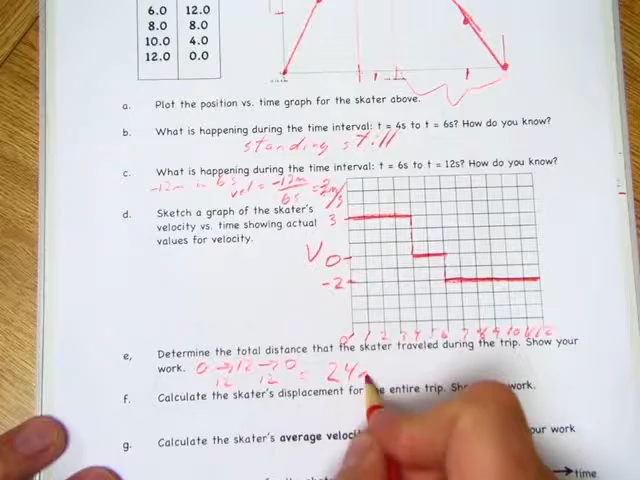 6.0 12.0
8.0 8.0
10.0 4.0
12.0 0.0
a. Plot the position vs. time graph for the skater above.
b. What is happening during the time interval: t = 4s to t = 6s? How do you know?
standing still
c. What is happening during the time interval: t = 6s to t = 12s? How do you know?
-12m in 6s
vel = -12m/6s = 2m/s
d. Sketch a graph of the skater's
velocity vs. time showing actual
values for velocity.
3
V 0
-2
0 1 2 3 4 5 6 7 8 9 10 11 12
e, Determine the total distance that the skater traveled during the trip. Show your
work. 0 → 12 → 0 = 24
12 12
f. Calculate the skater's displacement for entire trip. work.
g. Calculate the skater's average your work
→ time